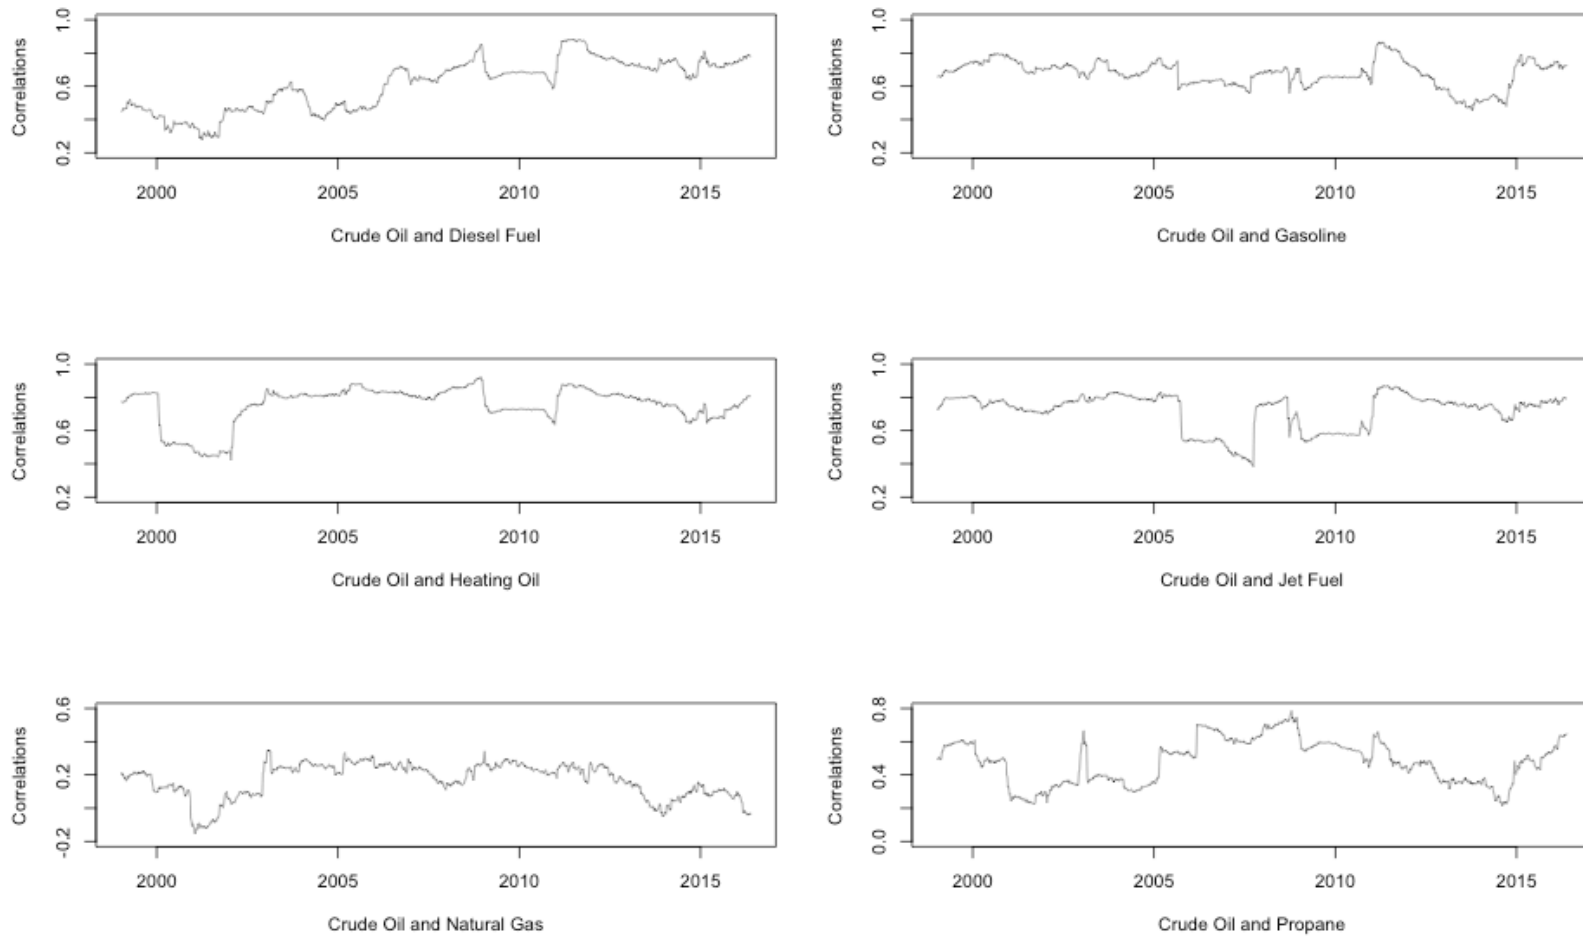 Correlations
1.0
0.6
0.2
2000 2005 2010 2015
Crude Oil and Diesel Fuel
Correlations
1.0
0.6
0.2
2000 2005 2010 2015
Crude Oil and Gasoline
Correlations
1.0
0.6
0.2
2000 2005 2010 2015
Crude Oil and Heating Oil
Correlations
1.0
0.6
0.2
2000 2005 2010 2015
Crude Oil and Jet Fuel
Correlations
0.6
0.2
-0.2
2000 2005 2010 2015
Crude Oil and Natural Gas
Correlations
0.8
0.4
0.0
2000 2005 2010 2015
Crude Oil and Propane